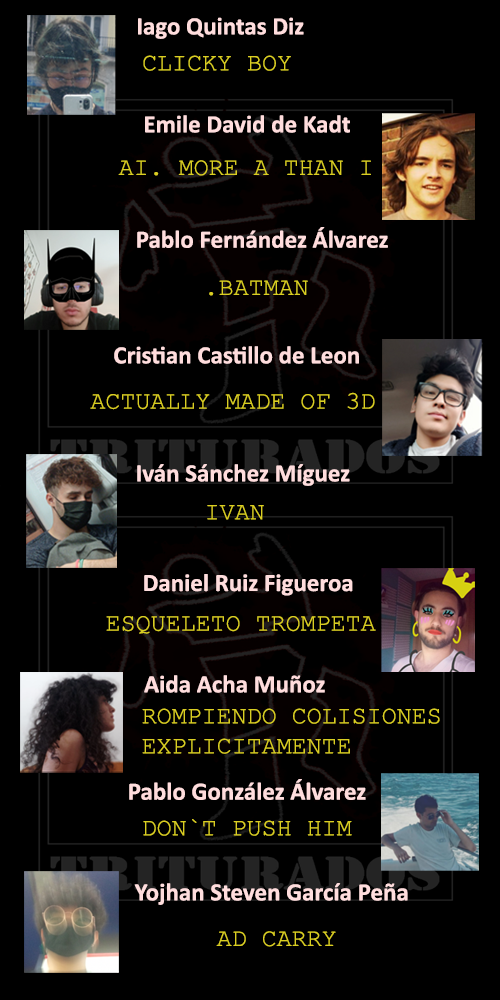 Iago Quintas Diz
CLICKY BOY
Emile David de Kadt
AI. MORE A THAN I
Pablo Fernández Álvarez
.BATMAN
Cristian Castillo de Leon
ACTUALLY MADE OF 3D
TRITURADOS
Iván Sánchez Míguez
IVAN
Daniel Ruiz Figueroa
ESQUELETO TROMPETA
Aida Acha Muñoz
ROMPIENDO COLISIONES
EXPLICITAMENTE
Pablo González Álvarez
DON`T PUSH HIM
TRITURADOS
Yojhan Steven García Peña
AD CARRY